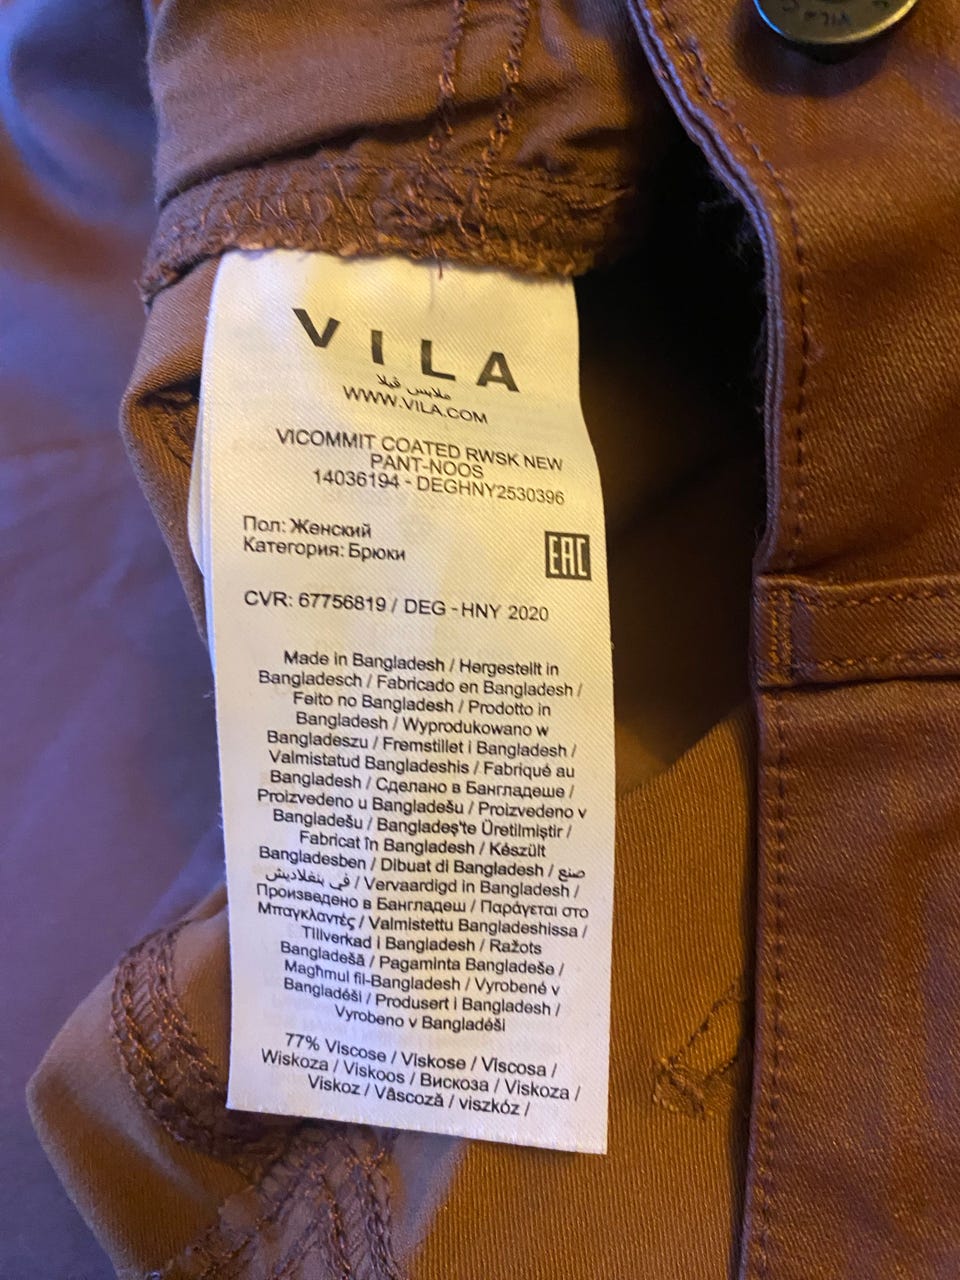 VILA C
VILA
ملابس ڤيلا
WWW.VILA.COM
VICOMMIT COATED RWSK NEW
PANT-NOOS
14036194 - DEGHNY2530396
Пол: Женский
Категория: Брюки
EAC
CVR: 67756819 / DEG - HNY 2020
Made in Bangladesh / Hergestellt in
Bangladesch / Fabricado en Bangladesh /
Feito no Bangladesh / Prodotto in
Bangladesh / Wyprodukowano w
Bangladeszu / Fremstillet i Bangladesh /
Valmistatud Bangladeshis / Fabriqué au
Bangladesh / Сделано в Бангладеше /
Proizvedeno u Bangladešu / Proizvedeno v
Bangladešu / Bangladeş'te Üretilmiştir /
Fabricat în Bangladesh / Készült
Bangladesben / Dibuat di Bangladesh / صنع
في بنغلاديش / Vervaardigd in Bangladesh /
Произведено в Бангладеш / Παράγεται στο
Μπαγκλαντές / Valmistettu Bangladeshissa /
Tillverkad i Bangladesh / Ražots
Bangladešā / Pagaminta Bangladeše /
Magħmul fil-Bangladesh / Vyrobené v
Bangladéši / Produsert i Bangladesh /
Vyrobeno v Bangladéši
77% Viscose / Viskose / Viscosa /
Wiskoza / Viskoos / Вискоза / Viskoza /
Viskoz / Vâscoză / viszkóz /